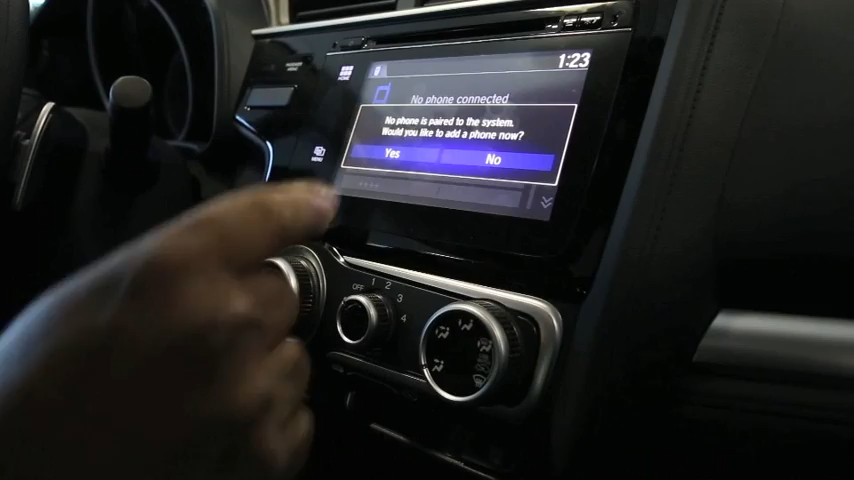 1:23
HOME
No phone connected
No phone is paired to the system.
Would you like to add a phone now?
Yes
No
MENU
OFF 1 2 3 4